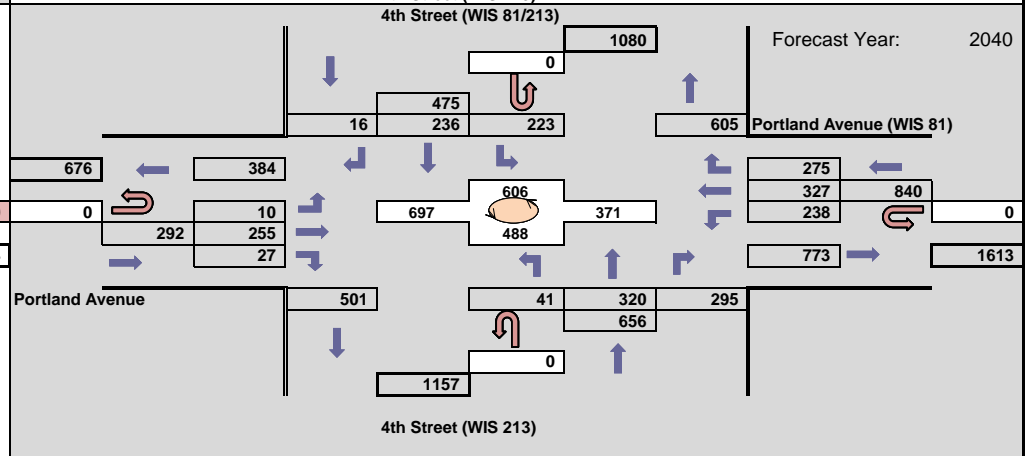 4th Street (WIS 81/213)
1080
Forecast Year: 2040
0
475
16 236 223 605 Portland Avenue (WIS 81)
676 384 275
606
327 840
0 10 697 371 238 0
292 255 488
27 773 1613
Portland Avenue 501 41 320 295
656
0
1157
4th Street (WIS 213)